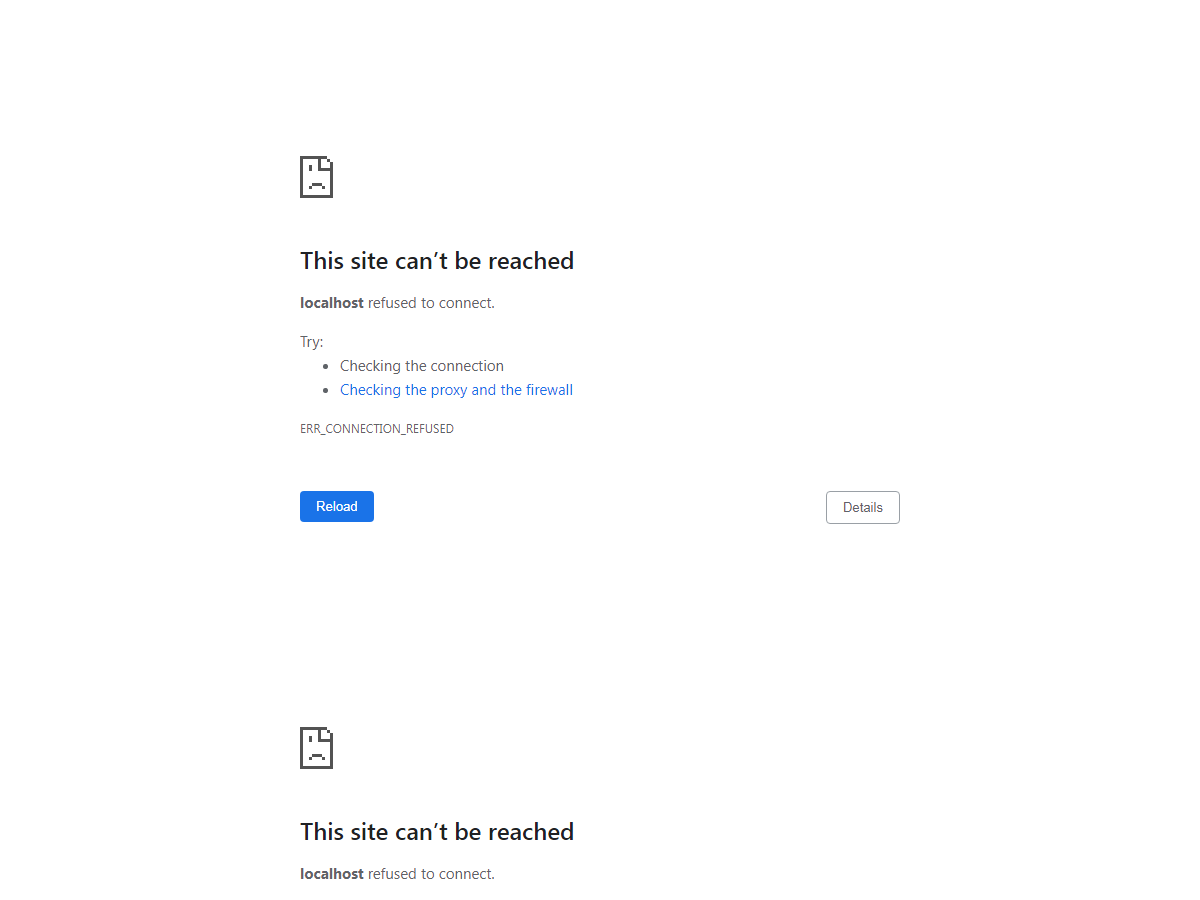 This site can’t be reached
localhost refused to connect.
Try:
Checking the connection
Checking the proxy and the firewall
ERR_CONNECTION_REFUSED
Reload
Details
This site can’t be reached
localhost refused to connect.